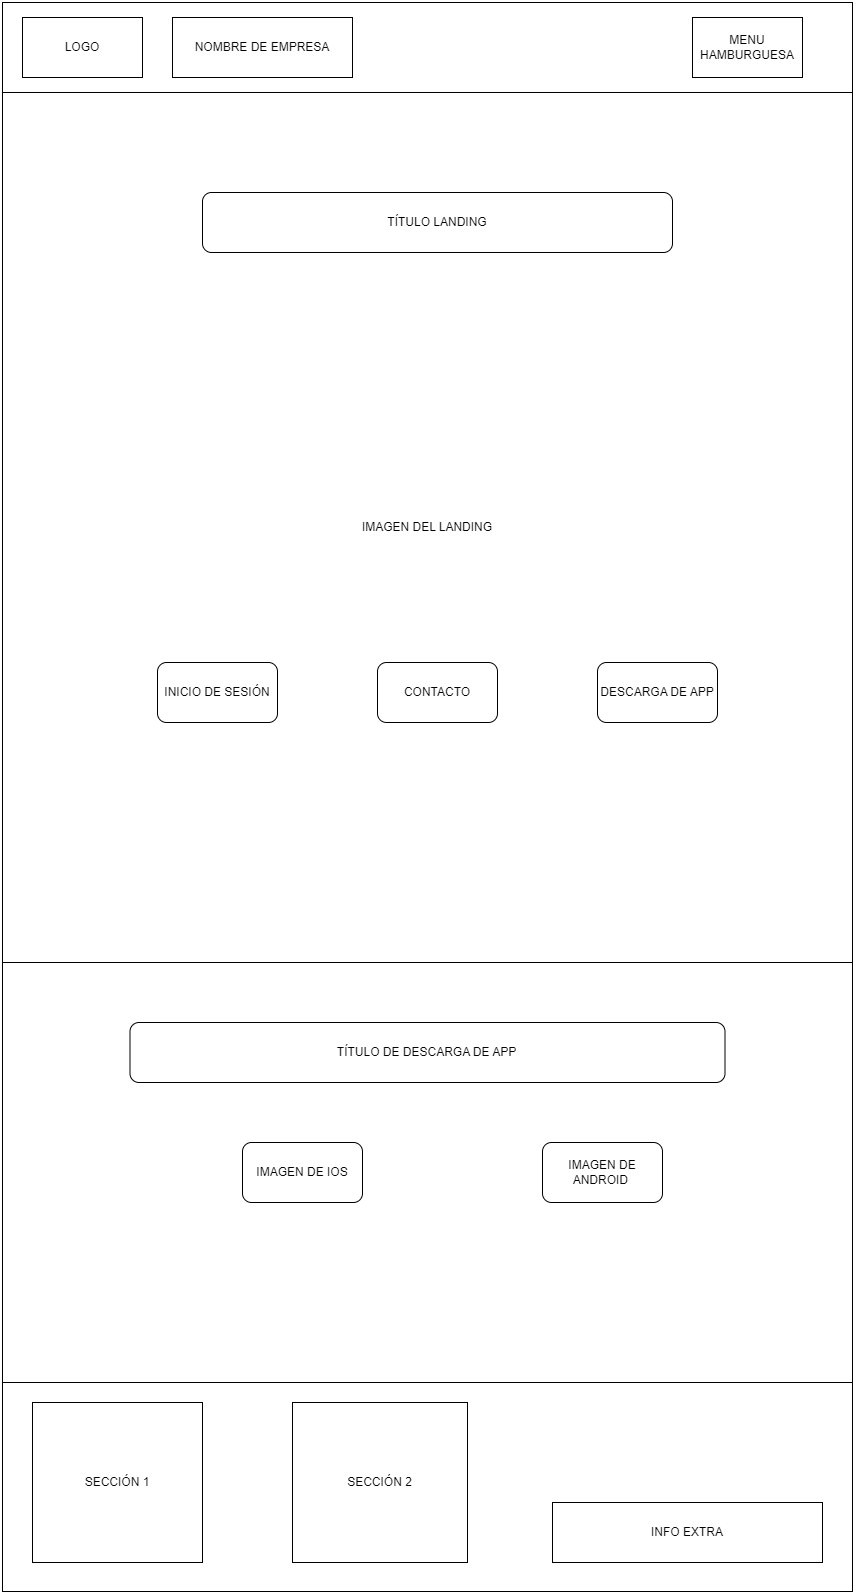 LOGO
NOMBRE DE EMPRESA
MENU
HAMBURGUESA
TÍTULO LANDING
IMAGEN DEL LANDING
INICIO DE SESIÓN
CONTACTO
DESCARGA DE APP
TÍTULO DE DESCARGA DE APP
IMAGEN DE IOS
IMAGEN DE
ANDROID
SECCIÓN 1
SECCIÓN 2
INFO EXTRA